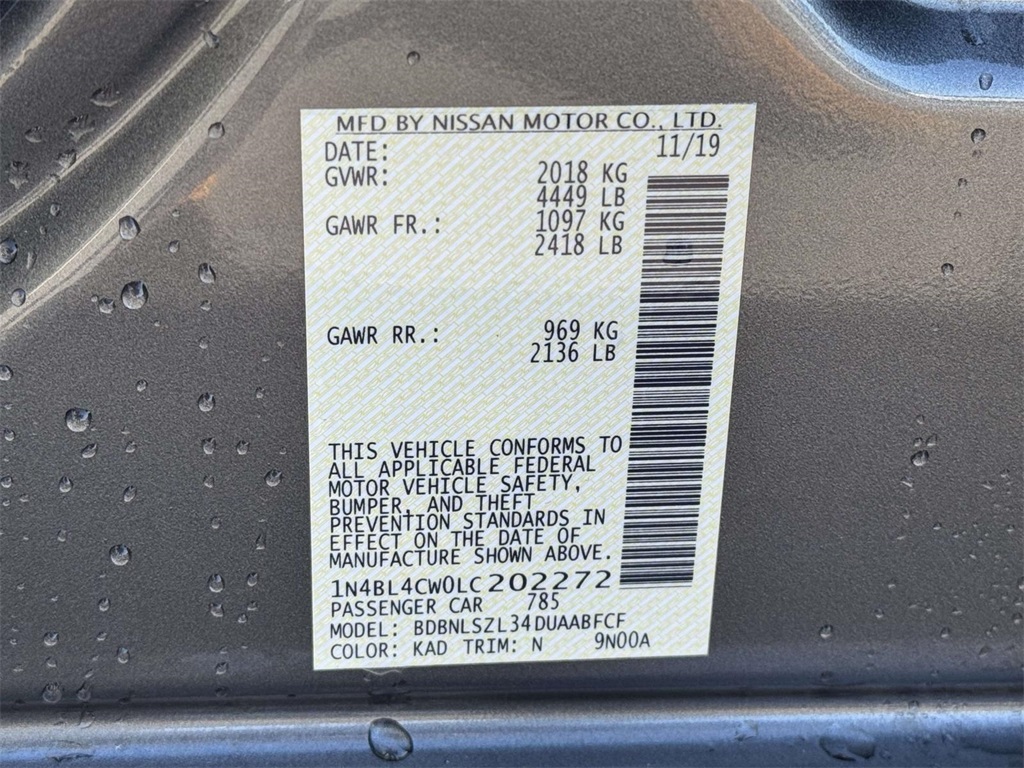 MFD BY NISSAN MOTOR CO., LTD.
DATE: 11/19
GVWR: 2018 KG
4449 LB
GAWR FR.: 1097 KG
2418 LB
GAWR RR.: 969 KG
2136 LB
THIS VEHICLE CONFORMS TO
ALL APPLICABLE FEDERAL
MOTOR VEHICLE SAFETY,
BUMPER, AND THEFT
PREVENTION STANDARDS IN
EFFECT ON THE DATE OF
MANUFACTURE SHOWN ABOVE.
1N4BL4CW0LC202272
PASSENGER CAR 785
MODEL: BDBNLSZL34DUAABFCF
COLOR: KAD TRIM: N 9N00A